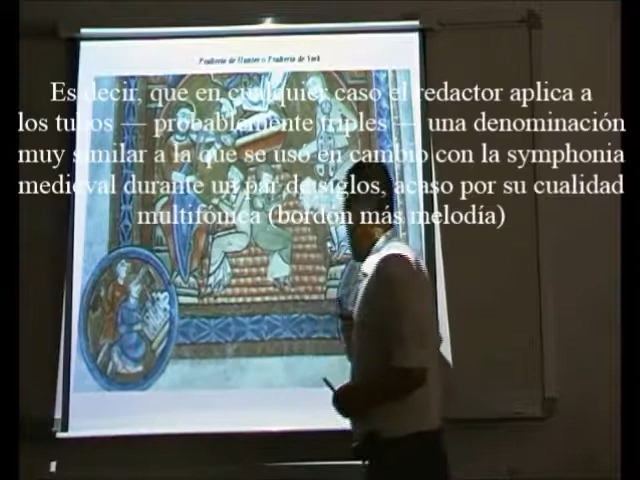 Psalterio de Hunter o Psalterio de York
Es decir, que en cualquier caso el redactor aplica a
los tubos — probablemente triples — una denominación
muy similar a la que se usó en cambio con la symphonia
medieval durante un par de siglos, acaso por su cualidad
multifónica (bordón más melodía)